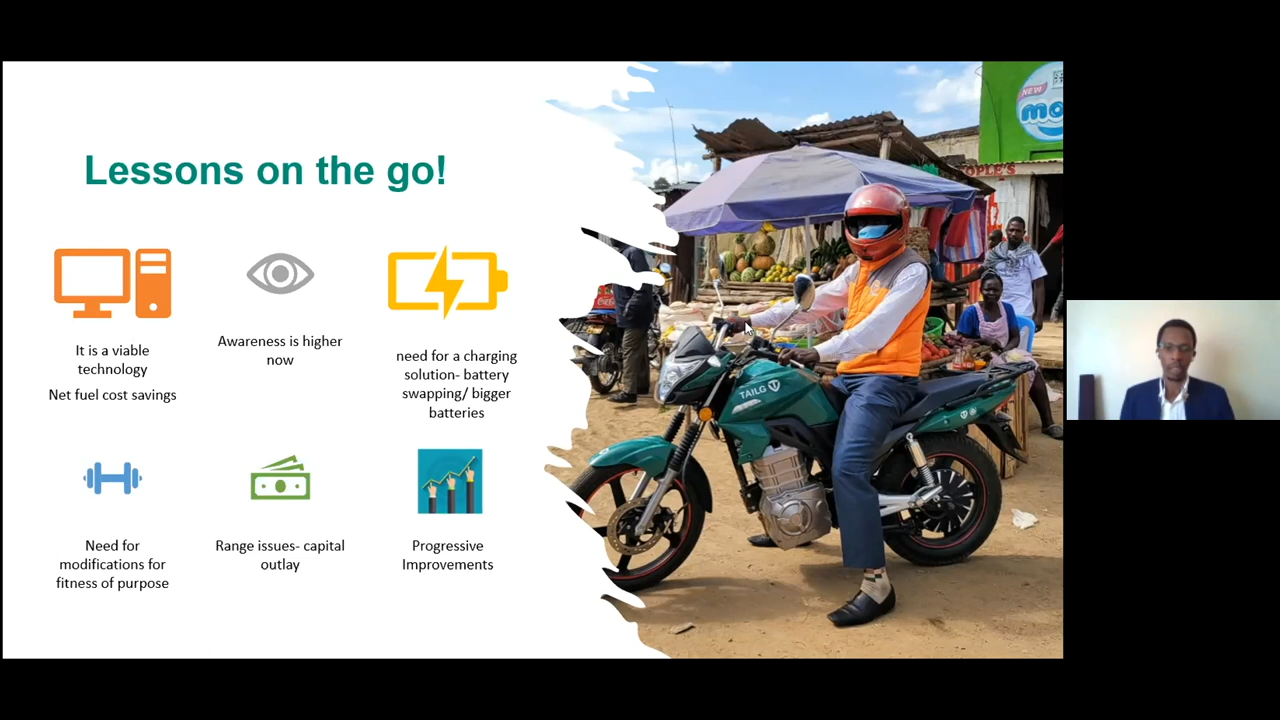 Lessons on the go!
It is a viable
technology
Net fuel cost savings
Awareness is higher
now
need for a charging
solution- battery
swapping/ bigger
batteries
Need for
modifications for
fitness of purpose
Range issues- capital
outlay
Progressive
Improvements
NEW
TAILG